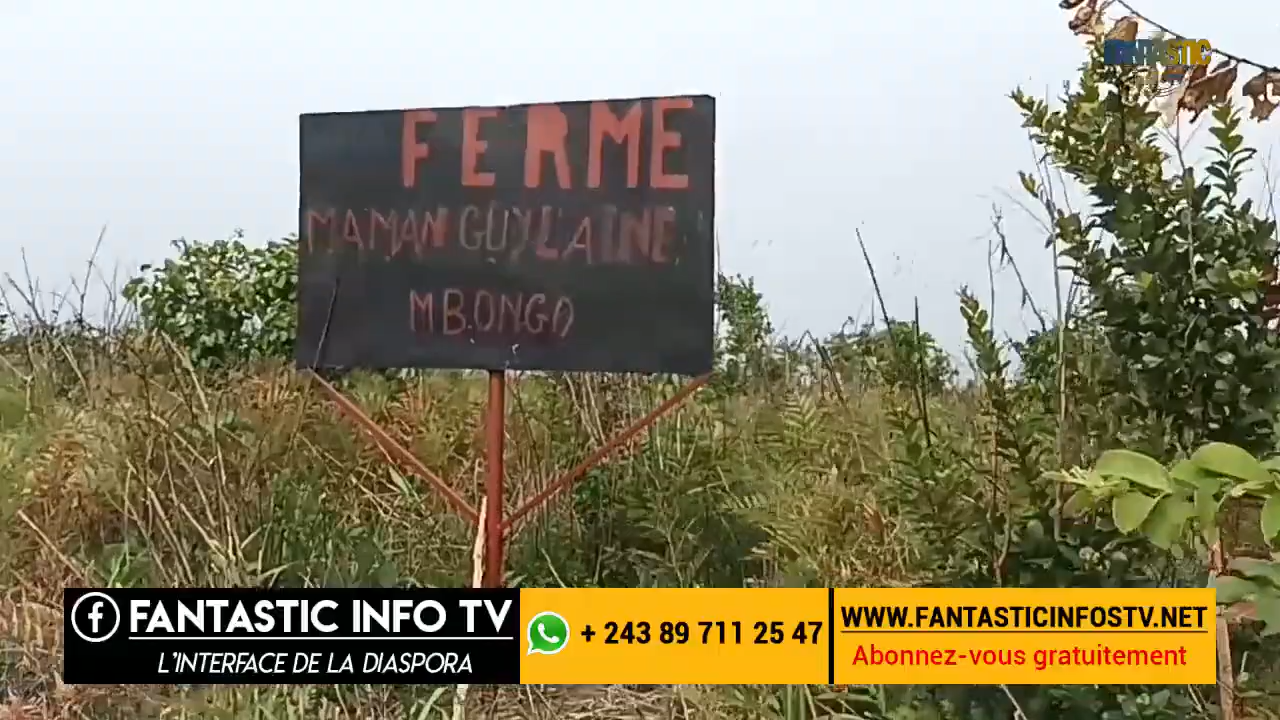 FANTASTIC
FERME
MAMAN GUYLAINE
MBONGO
FANTASTIC INFO TV
L'INTERFACE DE LA DIASPORA
+ 243 89 711 25 47
WWW.FANTASTICINFOSTV.NET
Abonnez-vous gratuitement